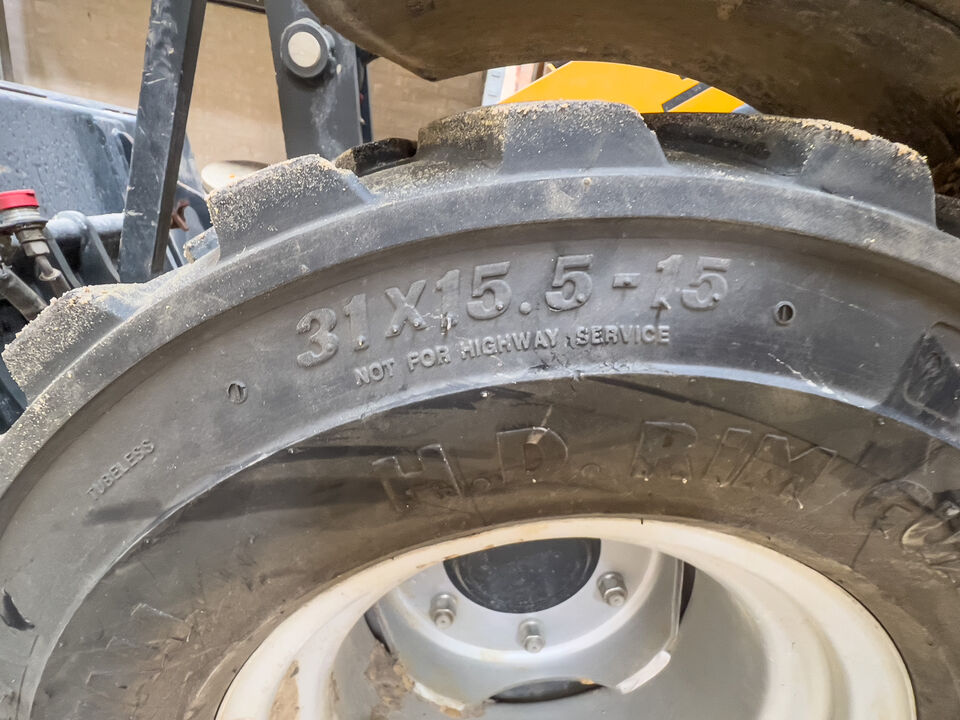 31X15.5-15
NOT FOR HIGHWAY SERVICE
TUBELESS
H.D. RIM